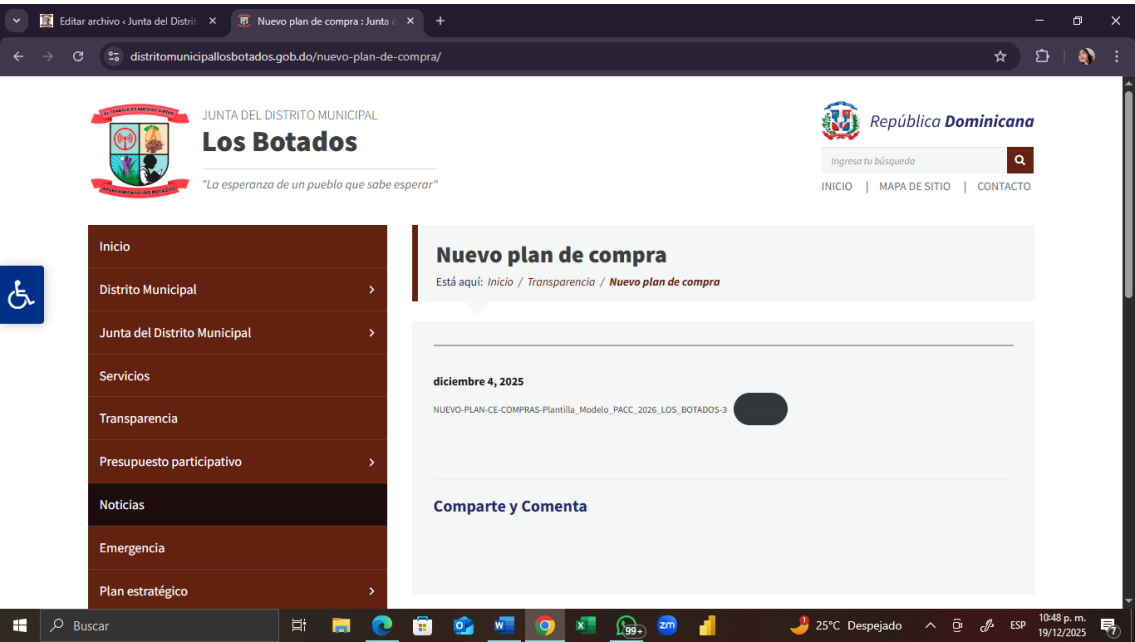 Editar archivo ‹ Junta del Distrit
Nuevo plan de compra : Junta d
distritomunicipallosbotados.gob.do/nuevo-plan-de-compra/
JUNTA DEL DISTRITO MUNICIPAL
Los Botados
"La esperanza de un pueblo que sabe esperar"
República Dominicana
Ingresa tu búsqueda
INICIO | MAPA DE SITIO | CONTACTO
Inicio
Distrito Municipal
Junta del Distrito Municipal
Servicios
Transparencia
Presupuesto participativo
Noticias
Emergencia
Plan estratégico
Nuevo plan de compra
Está aquí: Inicio / Transparencia / Nuevo plan de compra
diciembre 4, 2025
NUEVO-PLAN-CE-COMPRAS-Plantilla_Modelo_PACC_2026_LOS_BOTADOS-3
Comparte y Comenta
Buscar
99+
zm
25°C Despejado
ESP
10:48 p. m.
19/12/2025
7